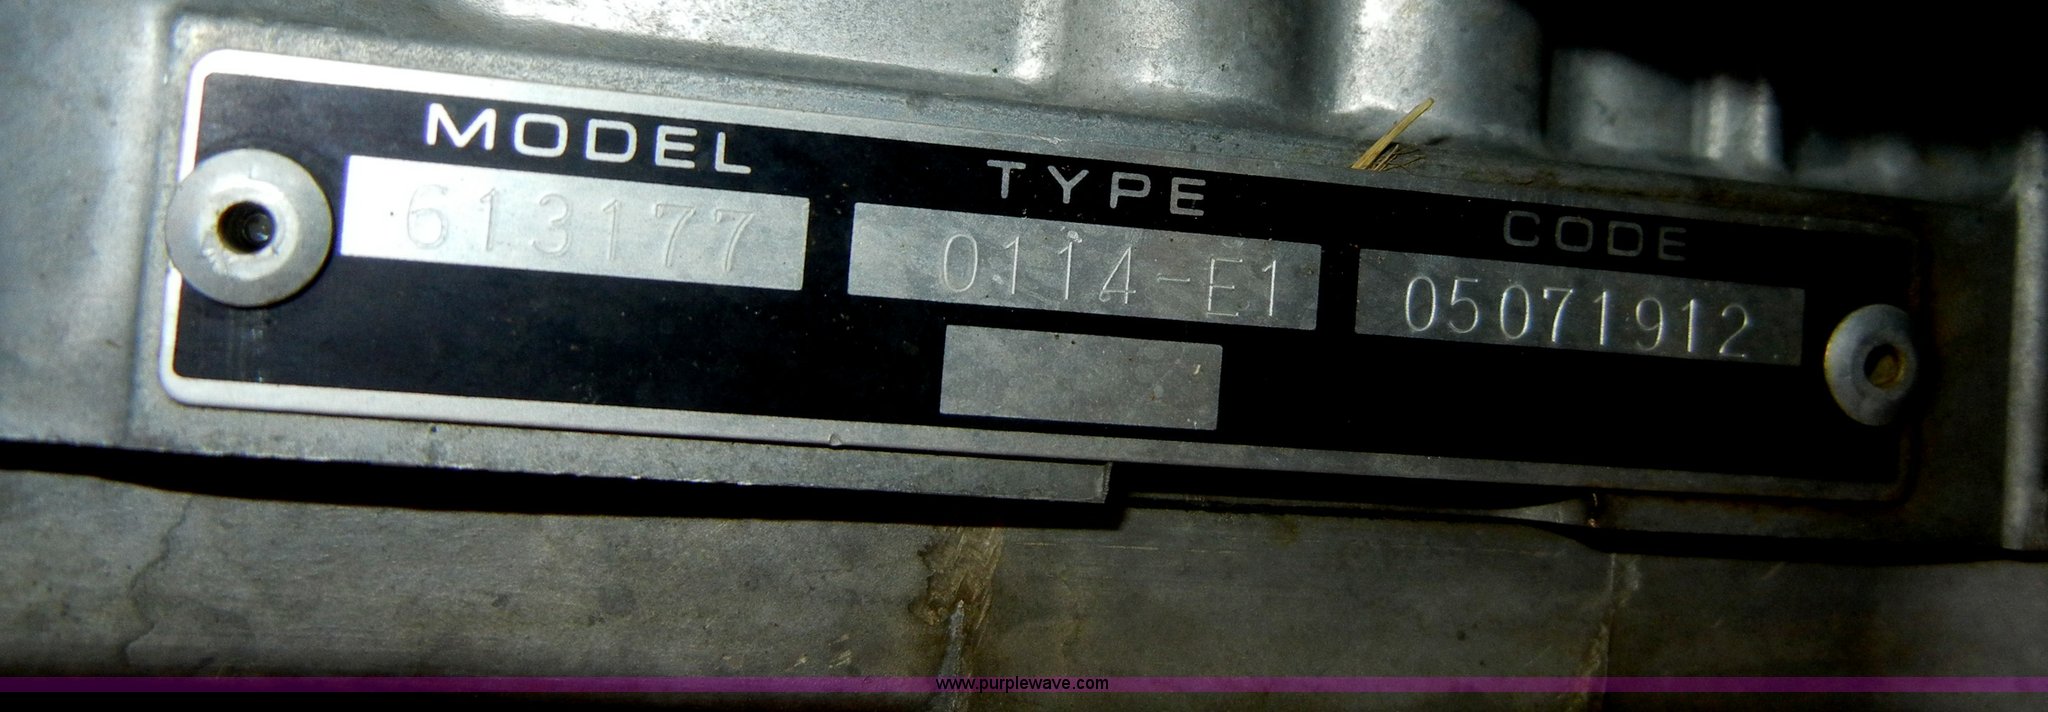 MODEL TYPE CODE
613177 0114-E1 05071912
www.purplewave.com